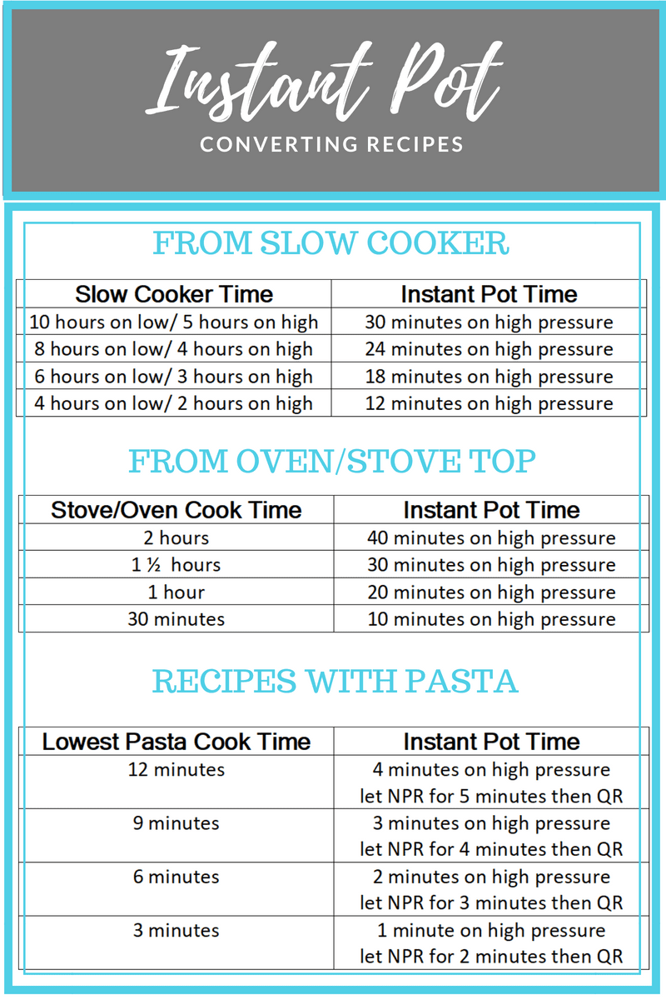 Instant Pot
CONVERTING RECIPES
FROM SLOW COOKER
Slow Cooker Time Instant Pot Time
10 hours on low/ 5 hours on high 30 minutes on high pressure
8 hours on low/ 4 hours on high 24 minutes on high pressure
6 hours on low/ 3 hours on high 18 minutes on high pressure
4 hours on low/ 2 hours on high 12 minutes on high pressure
FROM OVEN/STOVE TOP
Stove/Oven Cook Time Instant Pot Time
2 hours 40 minutes on high pressure
1 ½ hours 30 minutes on high pressure
1 hour 20 minutes on high pressure
30 minutes 10 minutes on high pressure
RECIPES WITH PASTA
Lowest Pasta Cook Time Instant Pot Time
12 minutes 4 minutes on high pressure
let NPR for 5 minutes then QR
9 minutes 3 minutes on high pressure
let NPR for 4 minutes then QR
6 minutes 2 minutes on high pressure
let NPR for 3 minutes then QR
3 minutes 1 minute on high pressure
let NPR for 2 minutes then QR